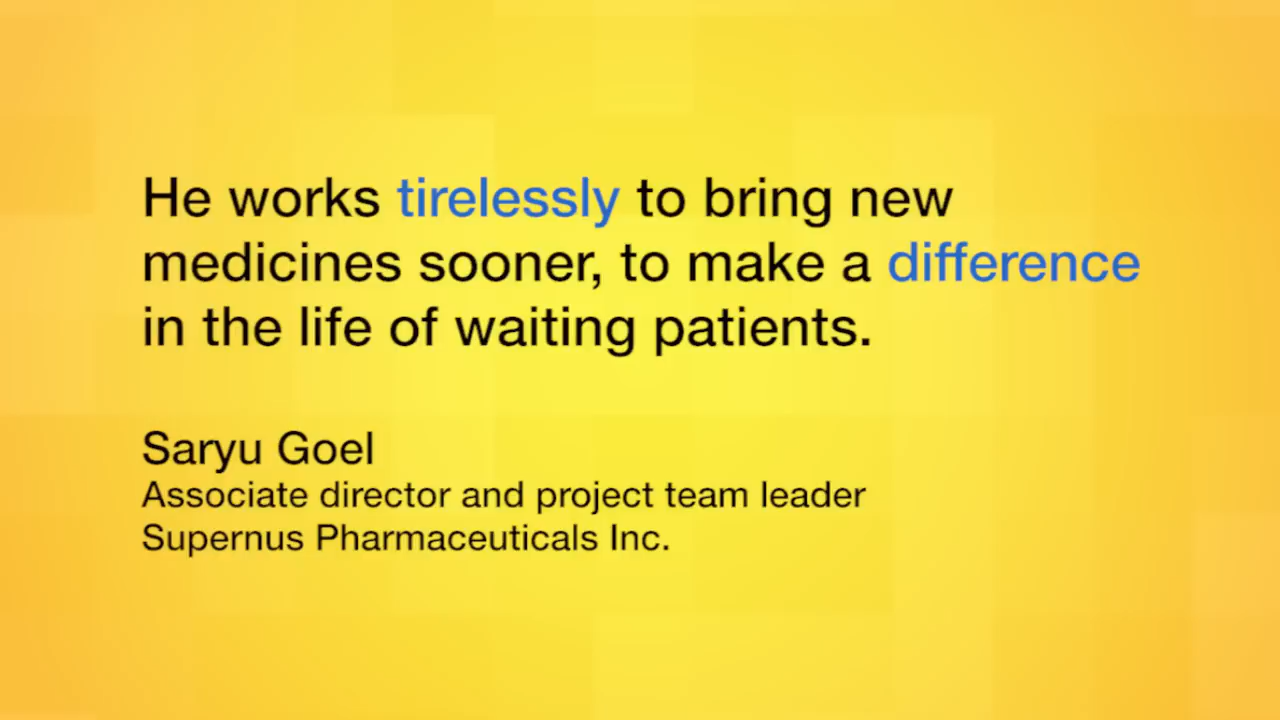 He works tirelessly to bring new
medicines sooner, to make a difference
in the life of waiting patients.
Saryu Goel
Associate director and project team leader
Supernus Pharmaceuticals Inc.